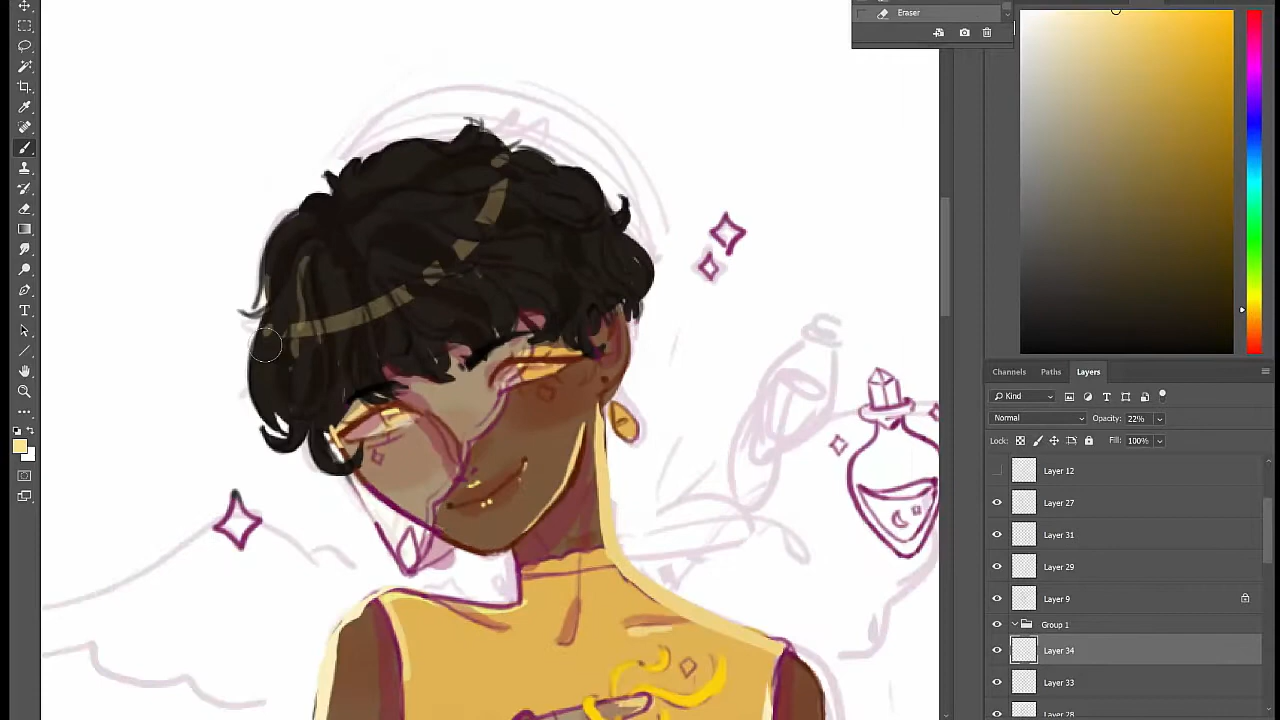 Eraser
Channels Paths Layers
Kind
Normal Opacity: 22%
Lock: Fill: 100%
Layer 12
Layer 27
Layer 31
Layer 29
Layer 9
Group 1
Layer 34
Layer 33
Layer 28